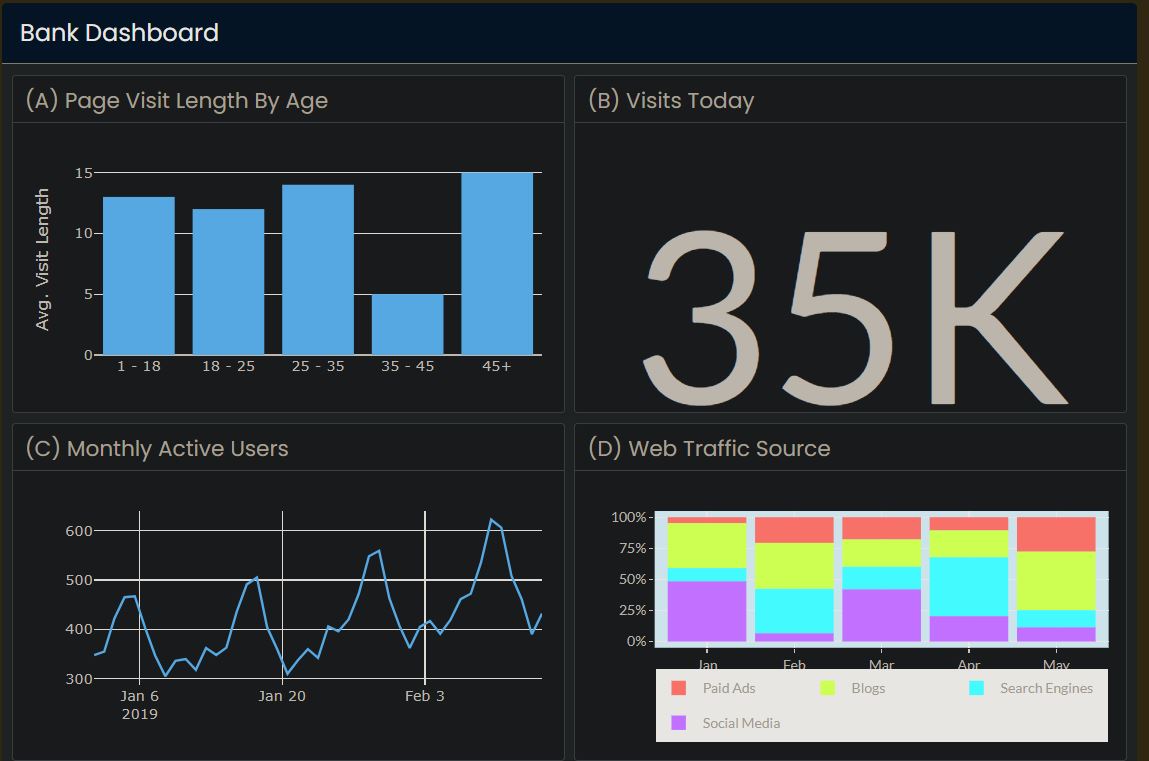 Bank Dashboard
(A) Page Visit Length By Age
Avg. Visit Length
15
10
5
0
1 - 18 18 - 25 25 - 35 35 - 45 45+
(B) Visits Today
35K
(C) Monthly Active Users
600
500
400
300
Jan 6 Jan 20 Feb 3
2019
(D) Web Traffic Source
100%
75%
50%
25%
0%
Jan Feb Mar Apr May
Paid Ads Blogs Search Engines
Social Media